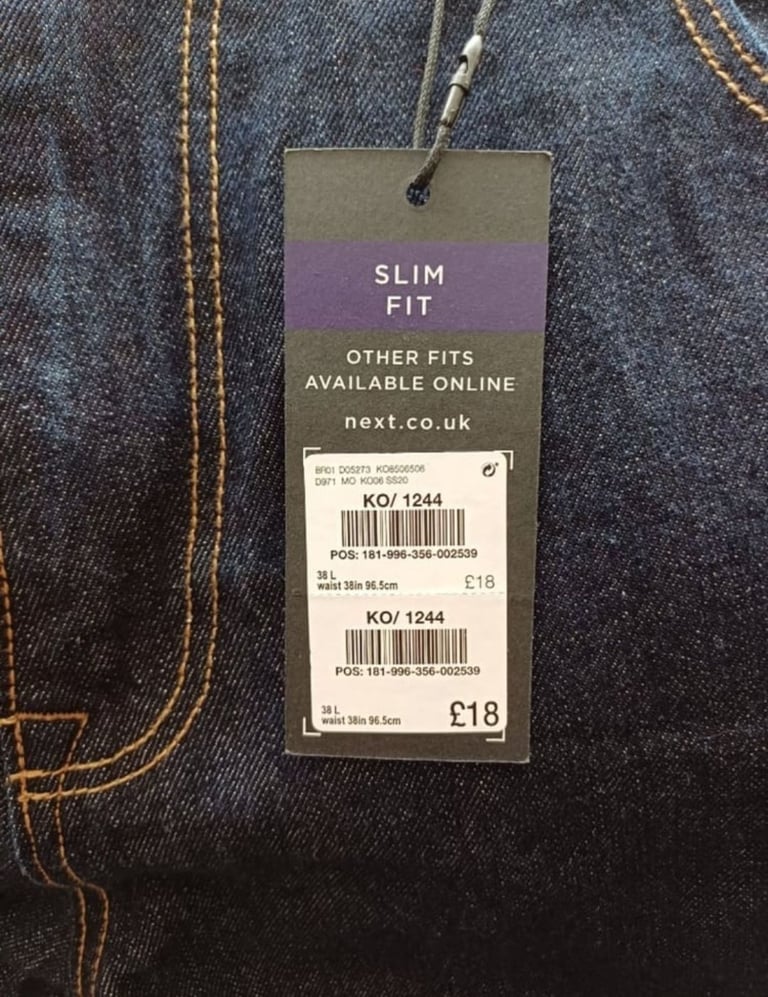 SLIM
FIT
OTHER FITS
AVAILABLE ONLINE
next.co.uk
BR01 D05273 KO8506506
D971 MO KO06 SS20
KO/ 1244
POS: 181-996-356-002539
38 L
waist 38in 96.5cm £18
KO/ 1244
POS: 181-996-356-002539
38 L
waist 38in 96.5cm £18